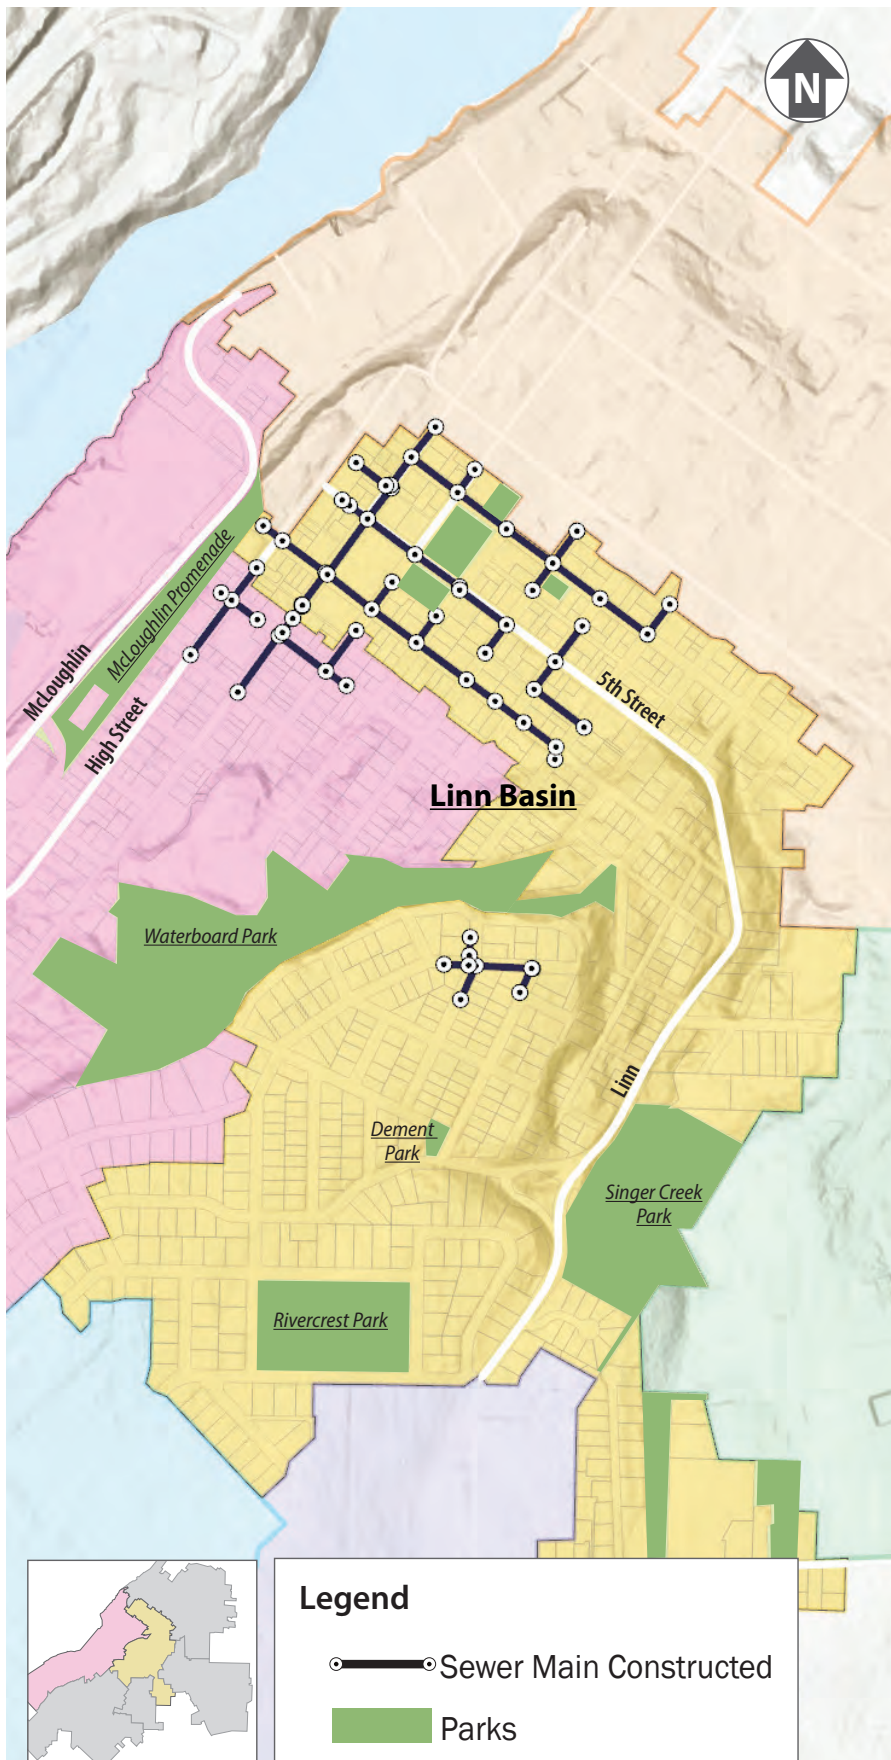 N
McLoughlin Promenade
McLoughlin
High Street
5th Street
Linn Basin
Waterboard Park
Linn
Dement
Park
Singer Creek
Park
Rivercrest Park
Legend
Sewer Main Constructed
Parks